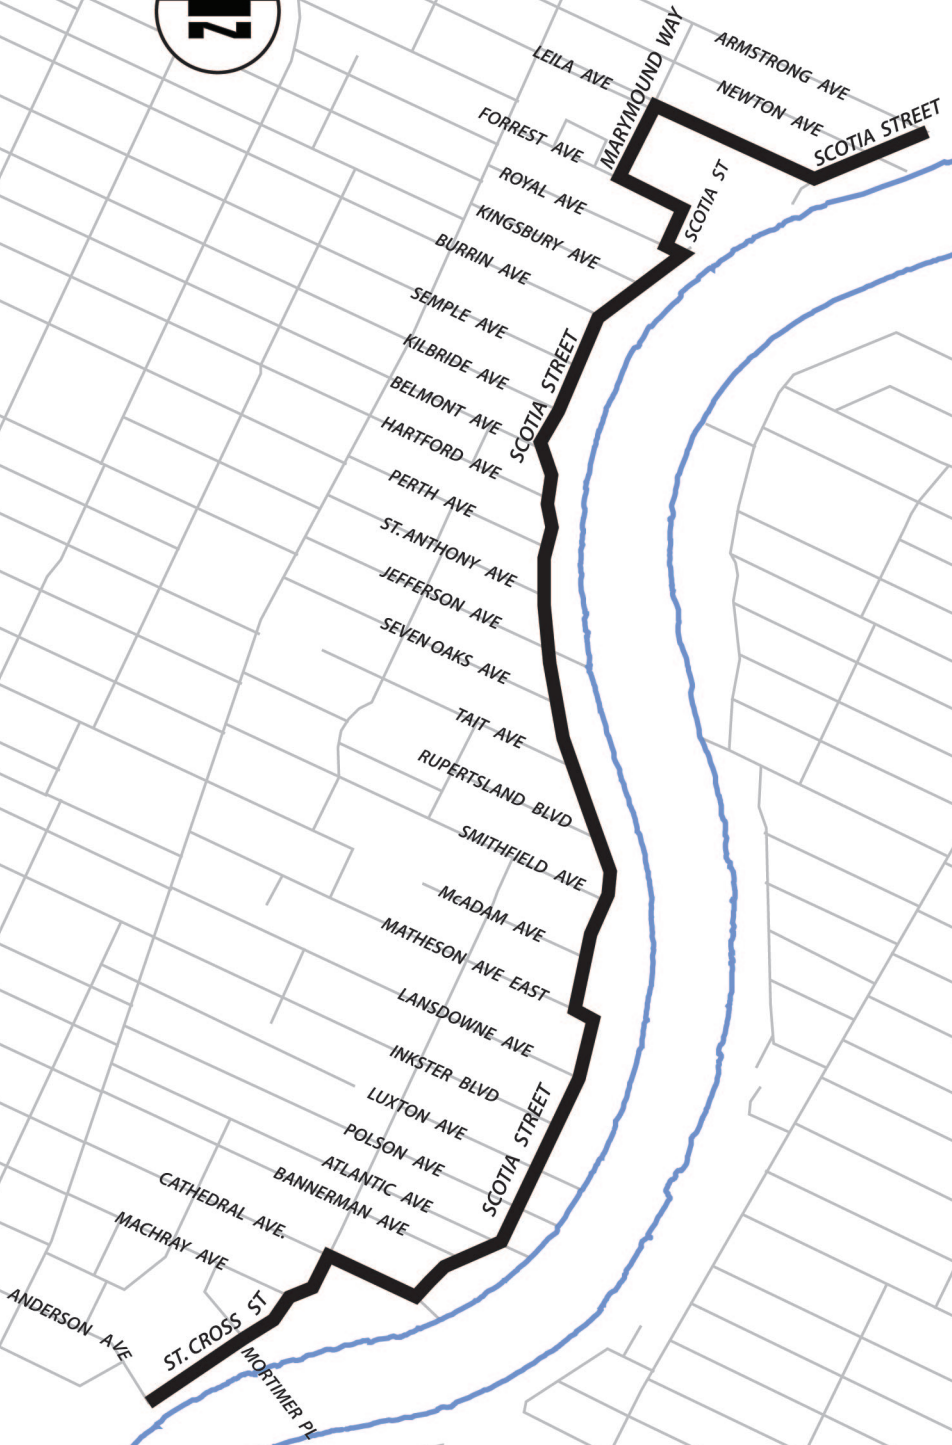 N
MARYMOUND WAY
ARMSTRONG AVE
LEILA AVE
NEWTON AVE
SCOTIA STREET
FORREST AVE
SCOTIA ST
ROYAL AVE
KINGSBURY AVE
BURRIN AVE
SEMPLE AVE
SCOTIA STREET
KILBRIDE AVE
BELMONT AVE
HARTFORD AVE
PERTH AVE
ST. ANTHONY AVE
JEFFERSON AVE
SEVEN OAKS AVE
TAIT AVE
RUPERTSLAND BLVD
SMITHFIELD AVE
McADAM AVE
MATHESON AVE EAST
LANSDOWNE AVE
INKSTER BLVD
SCOTIA STREET
LUXTON AVE
POLSON AVE
ATLANTIC AVE
BANNERMAN AVE
CATHEDRAL AVE.
MACHRAY AVE
ANDERSON AVE
ST. CROSS ST
MORTIMER PL